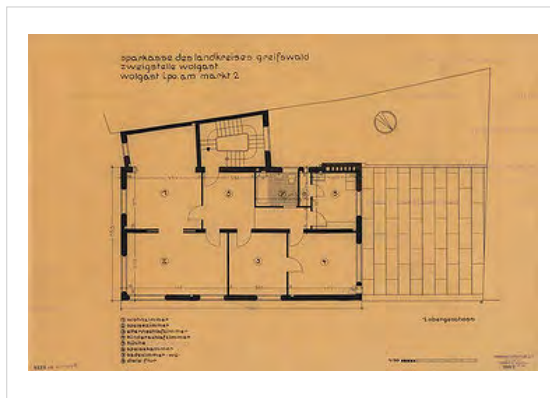 sparkasse des landkreises greifswald
zweigstelle wolgast
wolgast i.po. am markt 2
1 wohnzimmer
2 speisezimmer
3 elternschlafzimmer
4 kinderschlafzimmer
5 küche
6 speisekammer
7 badezimmer - wc
8 diele flur
1. obergeschoss